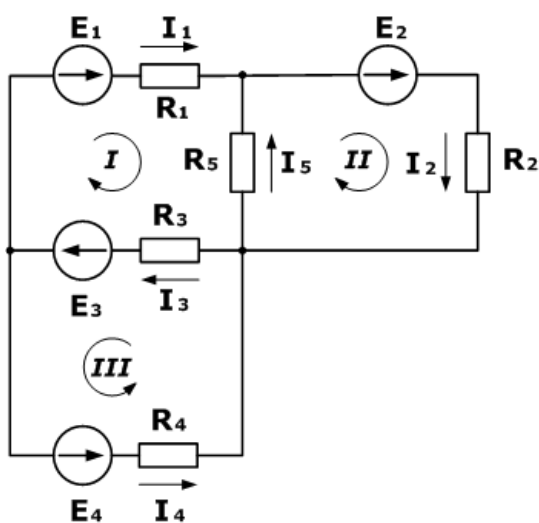 E1 I1 E2
R1
I R5 I5 II I2 R2
R3
E3 I3
III
R4
E4 I4